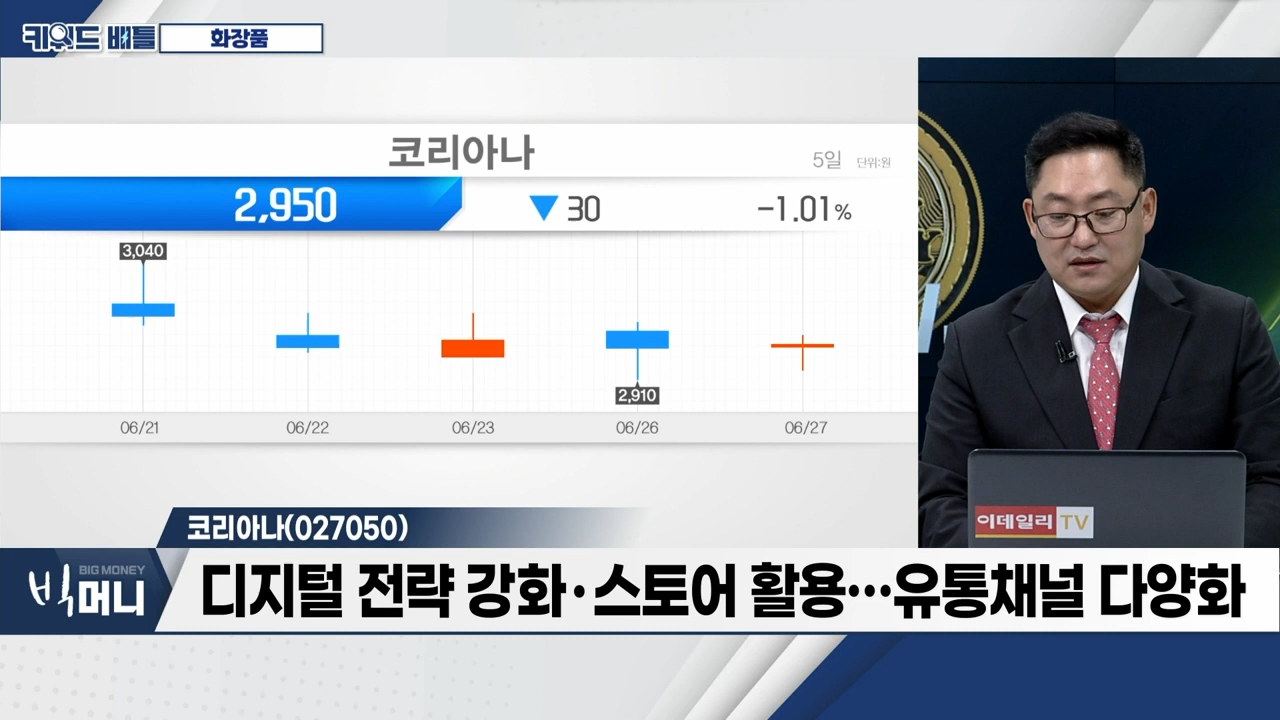 키워드 배틀
화장품
코리아나
5일 단위:원
2,950 ▼30 -1.01%
3,040
2,910
06/21 06/22 06/23 06/26 06/27
코리아나(027050)
BIG MONEY
빅머니
디지털 전략 강화·스토어 활용…유통채널 다양화
이데일리 TV